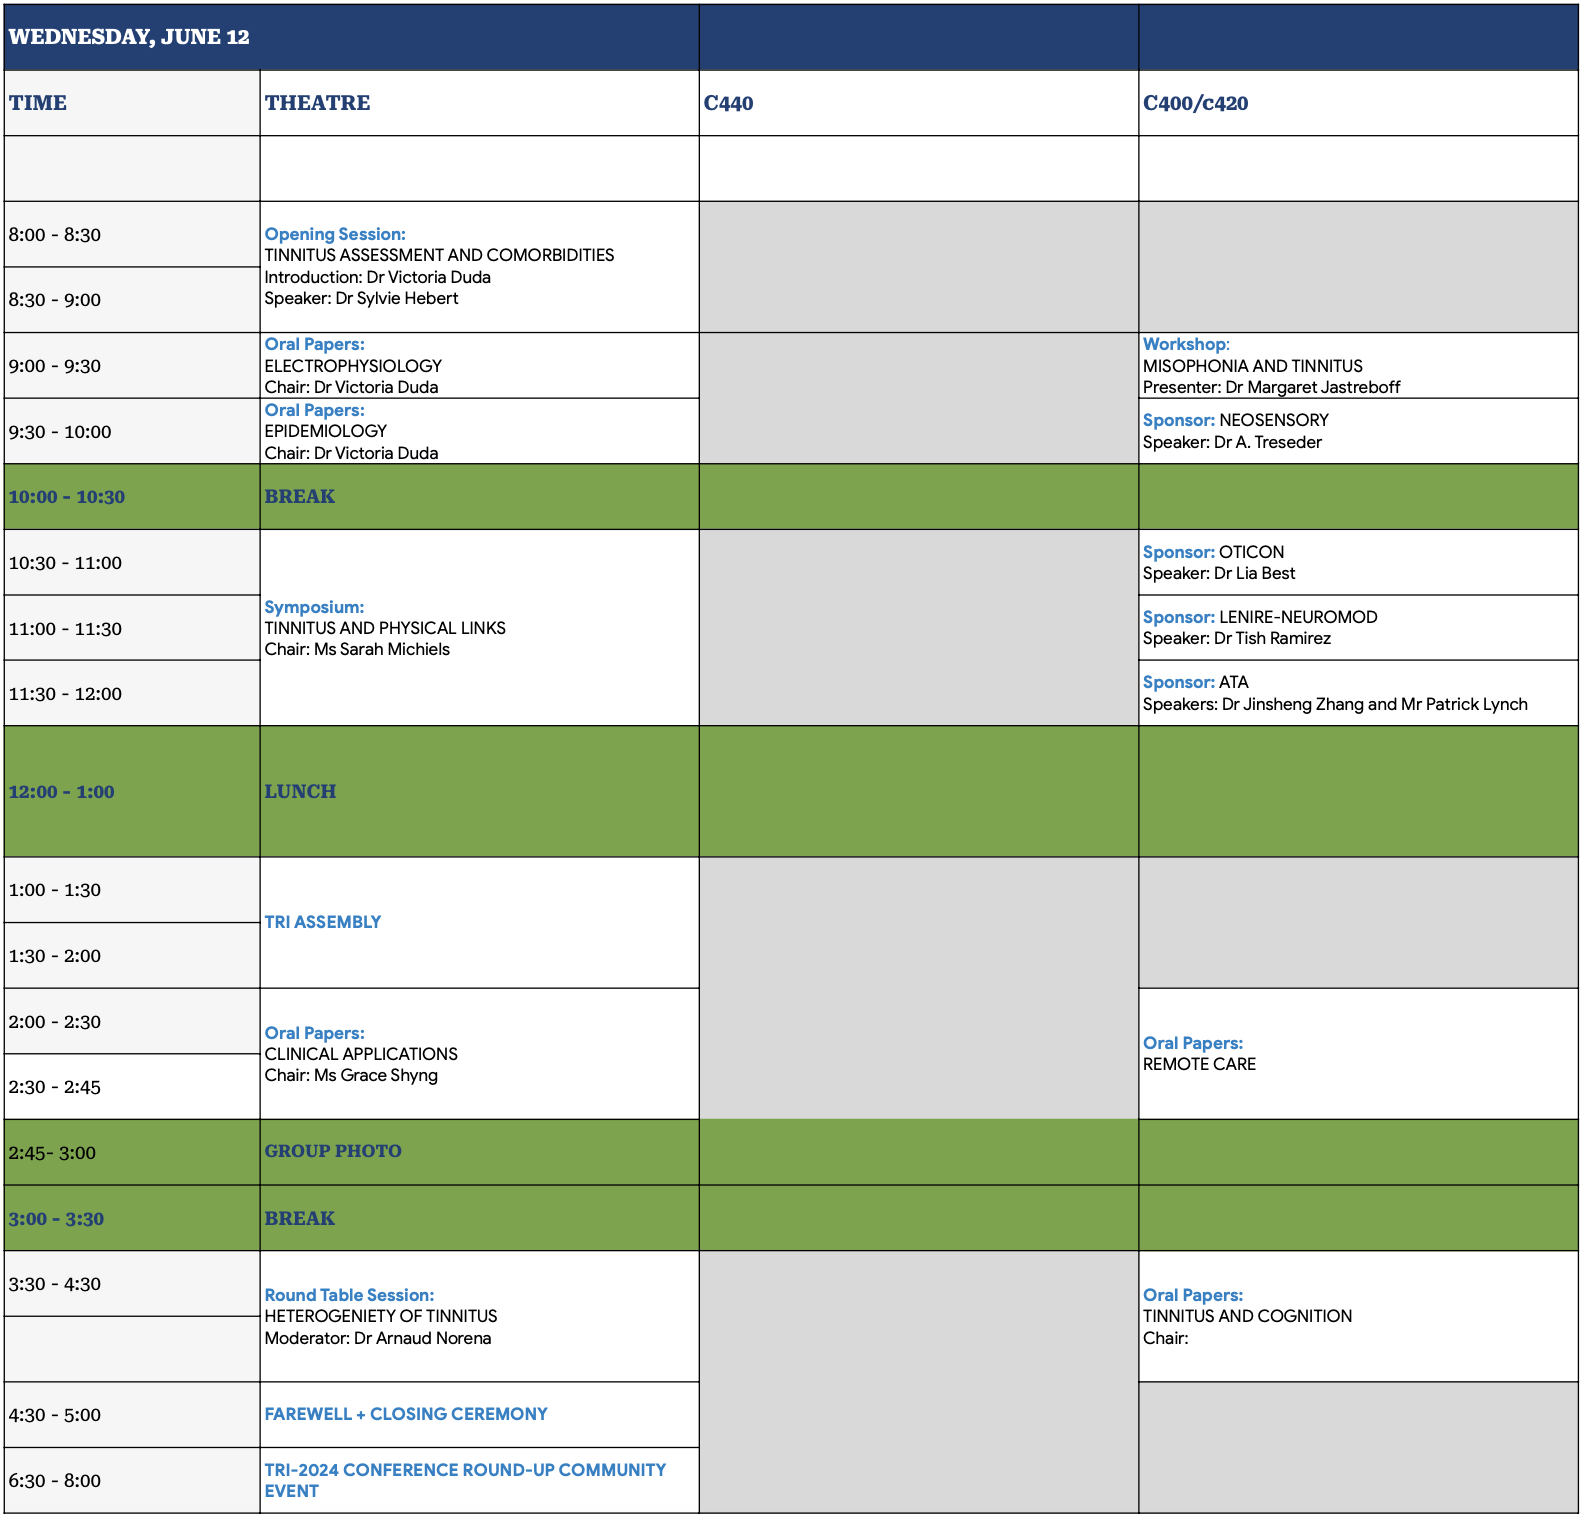 WEDNESDAY, JUNE 12
TIME
THEATRE
C440
C400/c420
8:00 - 8:30
8:30 - 9:00
Opening Session:
TINNITUS ASSESSMENT AND COMORBIDITIES
Introduction: Dr Victoria Duda
Speaker: Dr Sylvie Hebert
9:00 - 9:30
Oral Papers:
ELECTROPHYSIOLOGY
Chair: Dr Victoria Duda
Workshop:
MISOPHONIA AND TINNITUS
Presenter: Dr Margaret Jastreboff
9:30 - 10:00
Oral Papers:
EPIDEMIOLOGY
Chair: Dr Victoria Duda
Sponsor: NEOSENSORY
Speaker: Dr A. Treseder
10:00 - 10:30
BREAK
10:30 - 11:00
11:00 - 11:30
11:30 - 12:00
Symposium:
TINNITUS AND PHYSICAL LINKS
Chair: Ms Sarah Michiels
Sponsor: OTICON
Speaker: Dr Lia Best
Sponsor: LENIRE-NEUROMOD
Speaker: Dr Tish Ramirez
Sponsor: ATA
Speakers: Dr Jinsheng Zhang and Mr Patrick Lynch
12:00 - 1:00
LUNCH
1:00 - 1:30
1:30 - 2:00
TRI ASSEMBLY
2:00 - 2:30
2:30 - 2:45
Oral Papers:
CLINICAL APPLICATIONS
Chair: Ms Grace Shyng
Oral Papers:
REMOTE CARE
2:45- 3:00
GROUP PHOTO
3:00 - 3:30
BREAK
3:30 - 4:30
Round Table Session:
HETEROGENIETY OF TINNITUS
Moderator: Dr Arnaud Norena
Oral Papers:
TINNITUS AND COGNITION
Chair:
4:30 - 5:00
FAREWELL + CLOSING CEREMONY
6:30 - 8:00
TRI-2024 CONFERENCE ROUND-UP COMMUNITY
EVENT